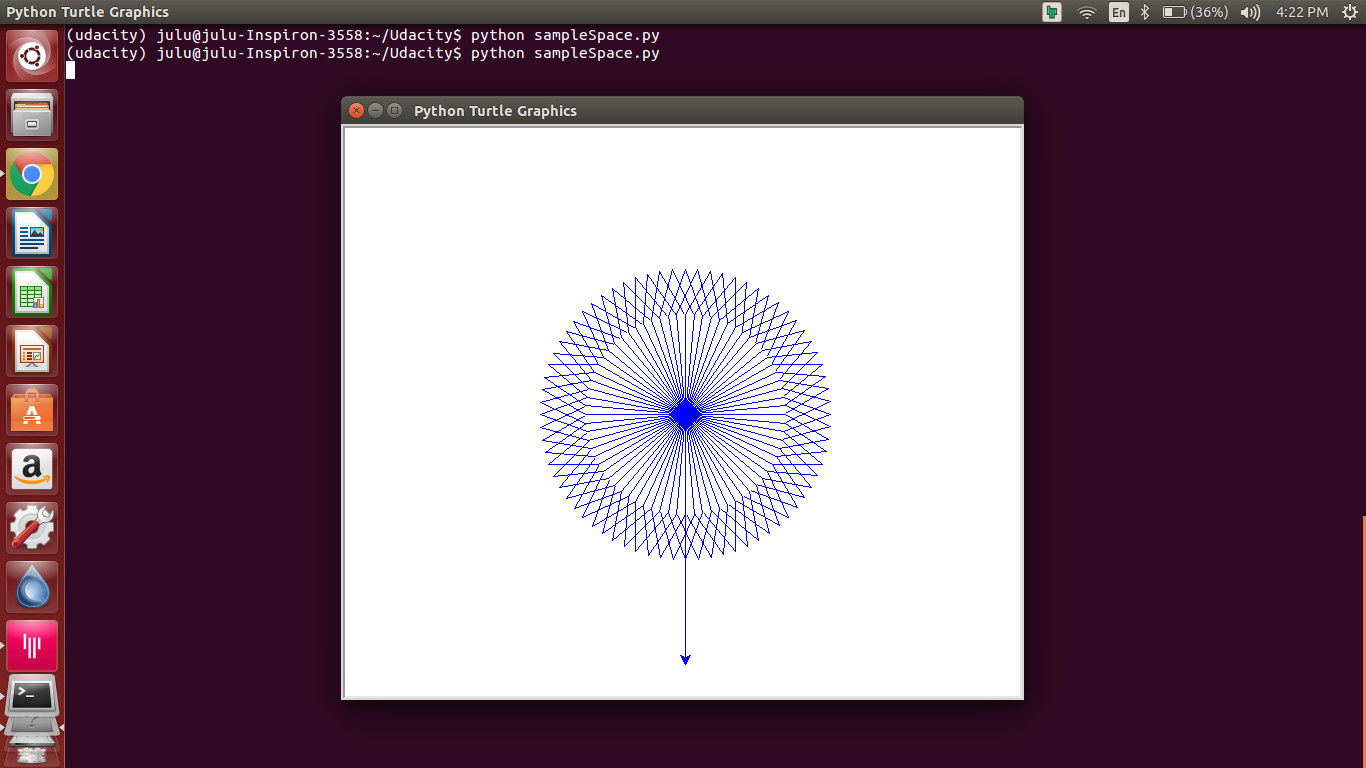 Python Turtle Graphics
En
(36%)
4:22 PM
(udacity) julu@julu-Inspiron-3558:~/Udacity$ python sampleSpace.py
(udacity) julu@julu-Inspiron-3558:~/Udacity$ python sampleSpace.py
Python Turtle Graphics